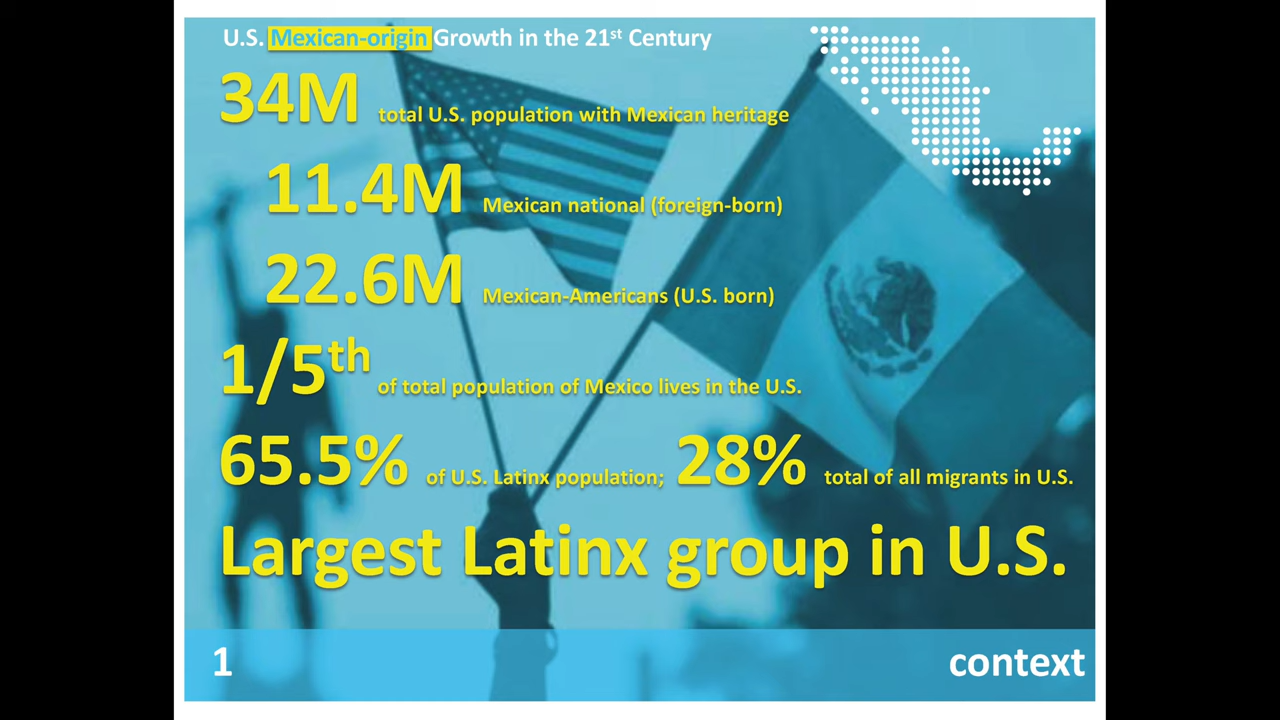 U.S. Mexican-origin Growth in the 21st Century
34M total U.S. population with Mexican heritage
11.4M Mexican national (foreign-born)
22.6M Mexican-Americans (U.S. born)
1/5th of total population of Mexico lives in the U.S.
65.5% of U.S. Latinx population; 28% total of all migrants in U.S.
Largest Latinx group in U.S.
1 context